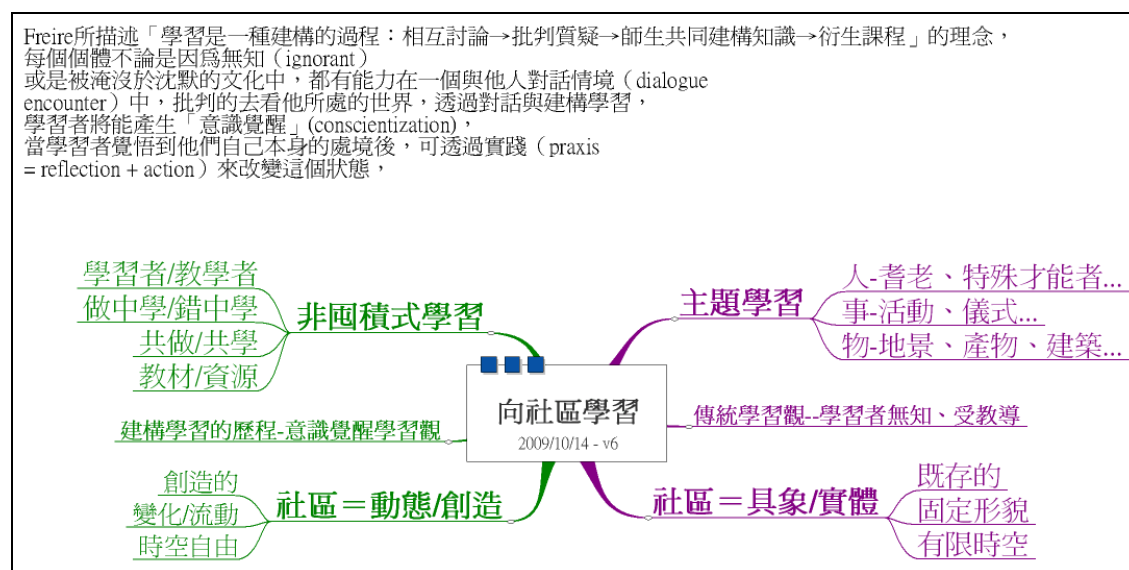 Freire所描述「學習是一種建構的過程：相互討論→批判質疑→師生共同建構知識→衍生課程」的理念，
每個個體不論是因為無知（ignorant）
或是被淹沒於沈默的文化中，都有能力在一個與他人對話情境（dialogue
encounter）中，批判的去看他所處的世界，透過對話與建構學習，
學習者將能產生「意識覺醒」(conscientization)，
當學習者覺悟到他們自己本身的處境後，可透過實踐（praxis
= reflection + action）來改變這個狀態，
學習者/教學者
做中學/錯中學
共做/共學
教材/資源
非囤積式學習
建構學習的歷程-意識覺醒學習觀
創造的
變化/流動
時空自由
社區＝動態/創造
向社區學習
2009/10/14 - v6
主題學習
人-耆老、特殊才能者...
事-活動、儀式...
物-地景、產物、建築...
傳統學習觀--學習者無知、受教導
社區＝具象/實體
既存的
固定形貌
有限時空